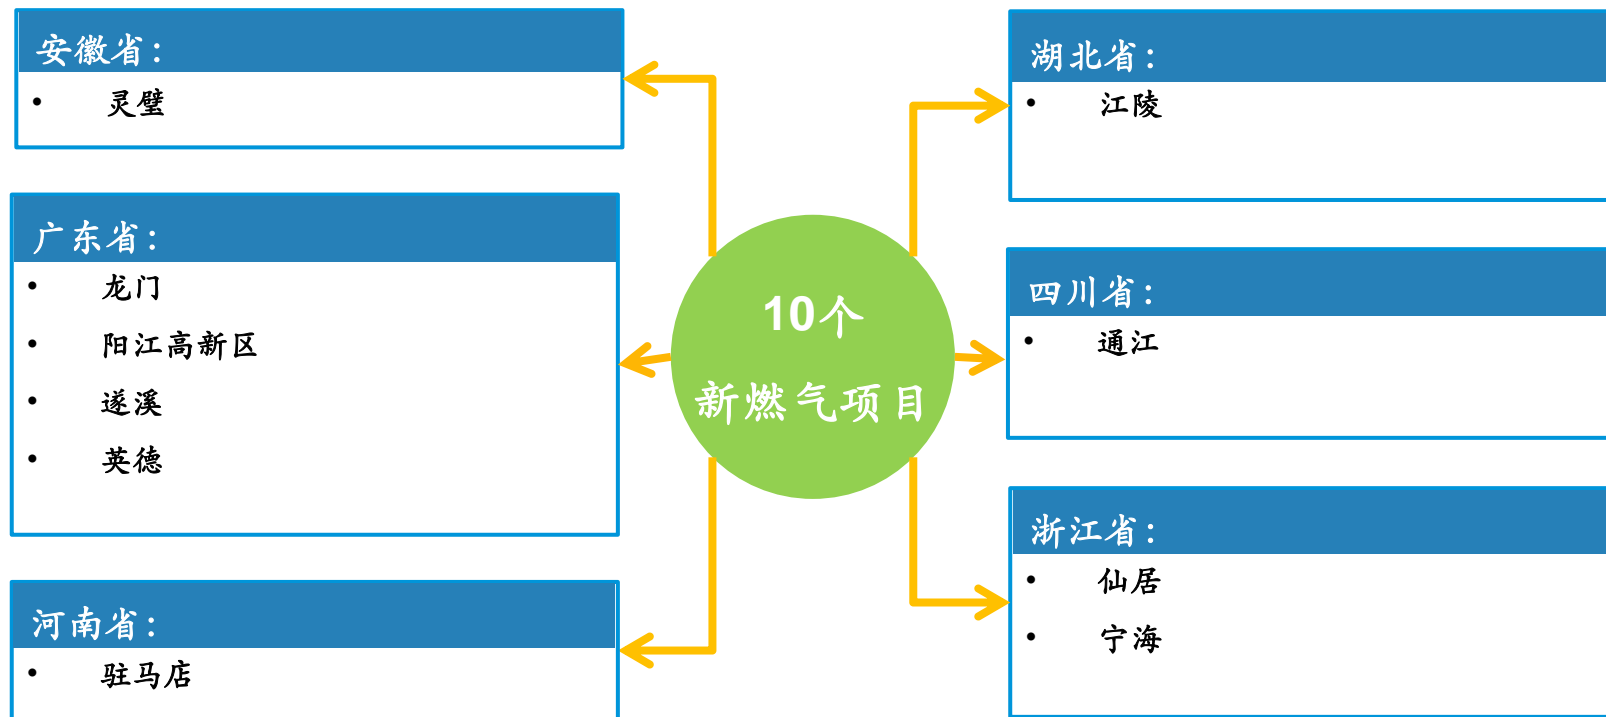 安徽省：
• 灵璧
广东省：
• 龙门
• 阳江高新区
• 遂溪
• 英德
河南省：
• 驻马店
10个
新燃气项目
湖北省：
• 江陵
四川省：
• 通江
浙江省：
• 仙居
• 宁海